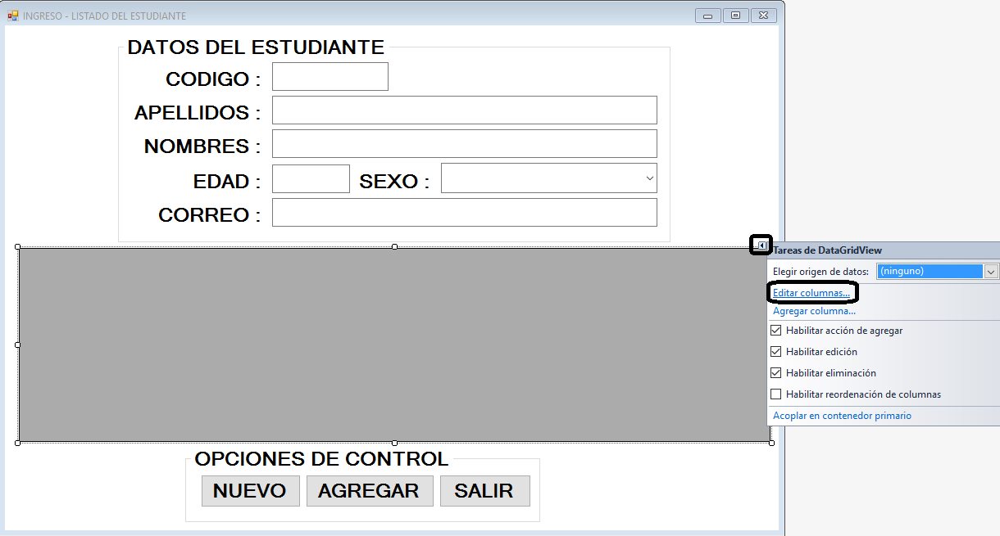 INGRESO - LISTADO DEL ESTUDIANTE
DATOS DEL ESTUDIANTE
CODIGO :
APELLIDOS :
NOMBRES :
EDAD : SEXO :
CORREO :
Tareas de DataGridView
Elegir origen de datos: (ninguno)
Editar columnas...
Agregar columna...
Habilitar acción de agregar
Habilitar edición
Habilitar eliminación
Habilitar reordenación de columnas
Acoplar en contenedor primario
OPCIONES DE CONTROL
NUEVO AGREGAR SALIR